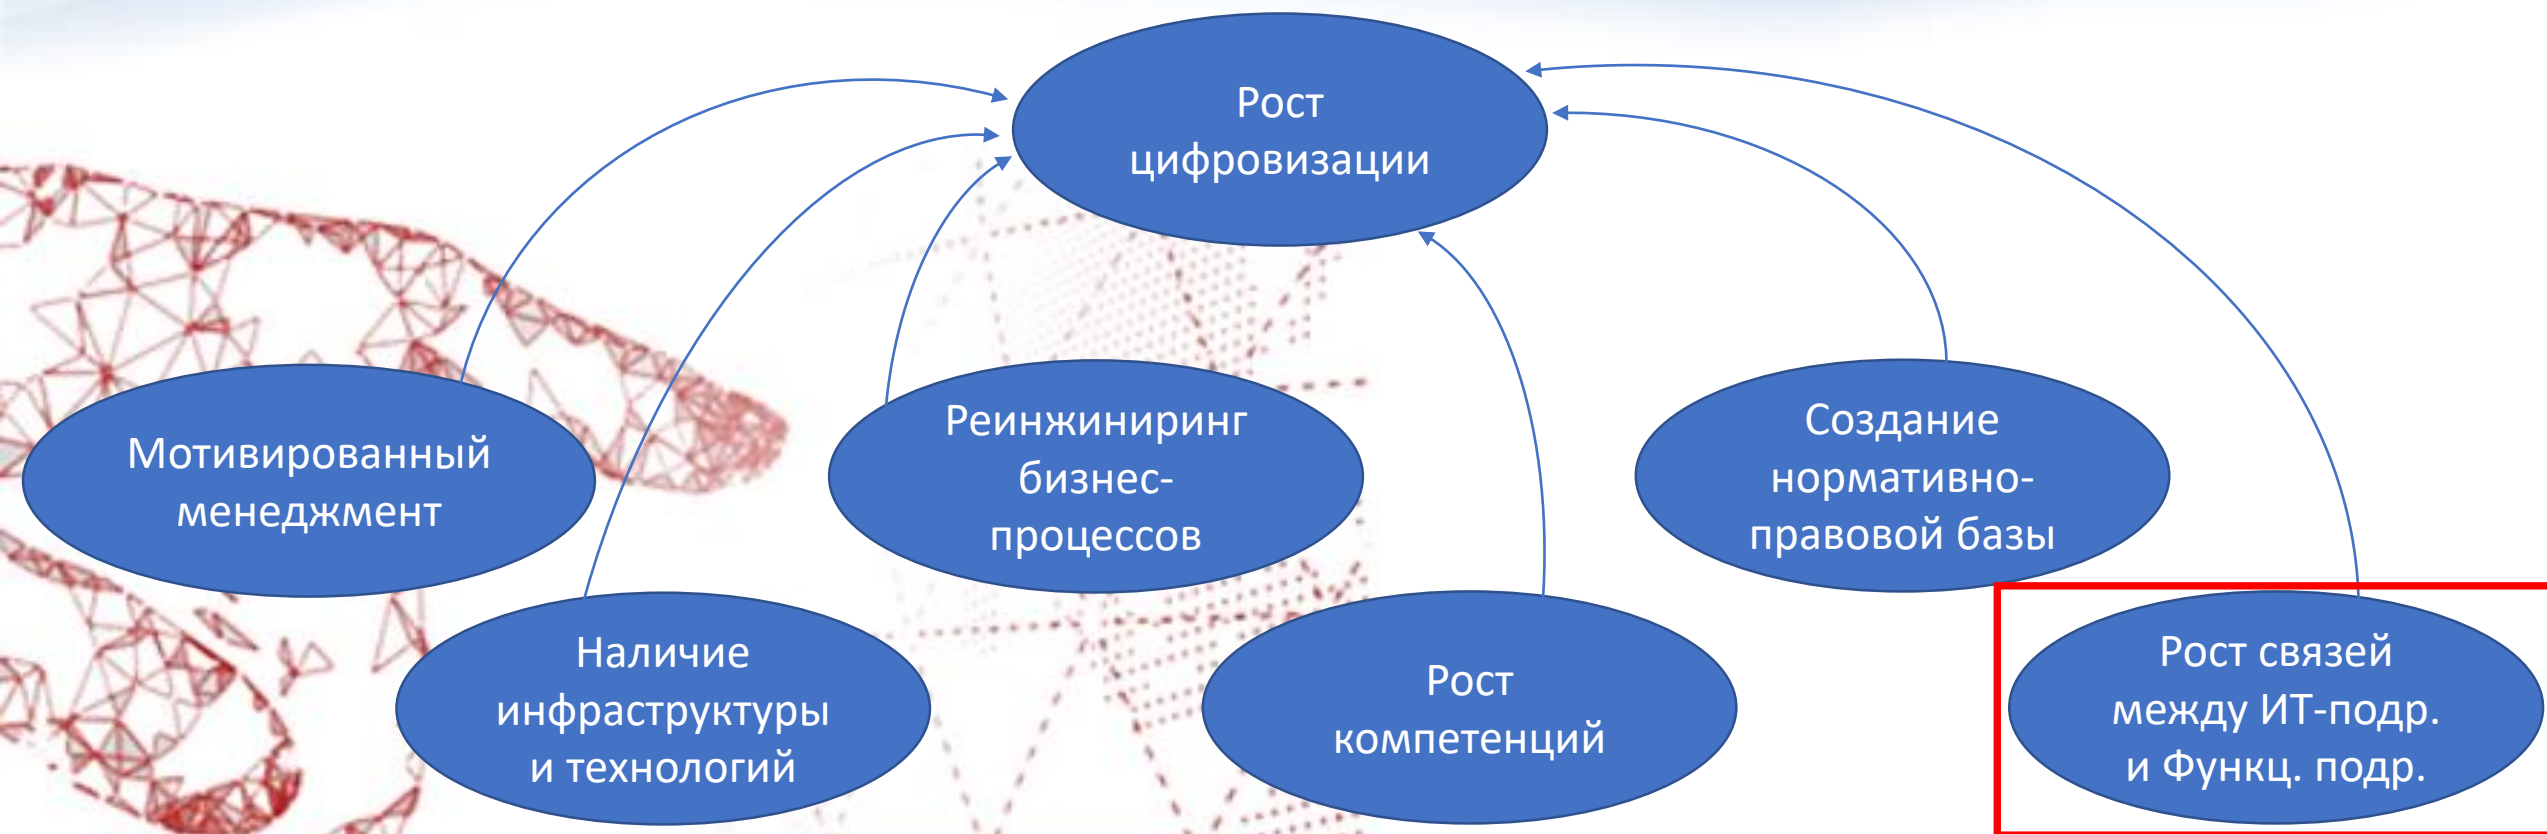 Рост
цифровизации
Мотивированный
менеджмент
Реинжиниринг
бизнес-
процессов
Создание
нормативно-
правовой базы
Наличие
инфраструктуры
и технологий
Рост
компетенций
Рост связей
между ИТ-подр.
и Функц. подр.